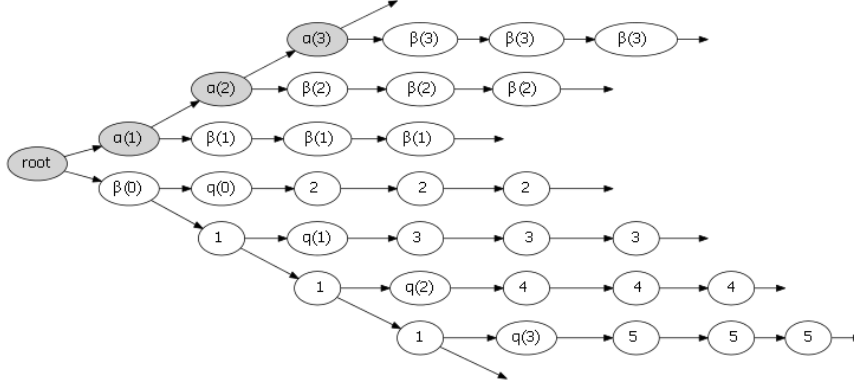 α(3) β(3) β(3) β(3)
α(2) β(2) β(2) β(2)
α(1) β(1) β(1) β(1)
root
β(0) q(0) 2 2 2
1 q(1) 3 3 3
1 q(2) 4 4 4
1 q(3) 5 5 5